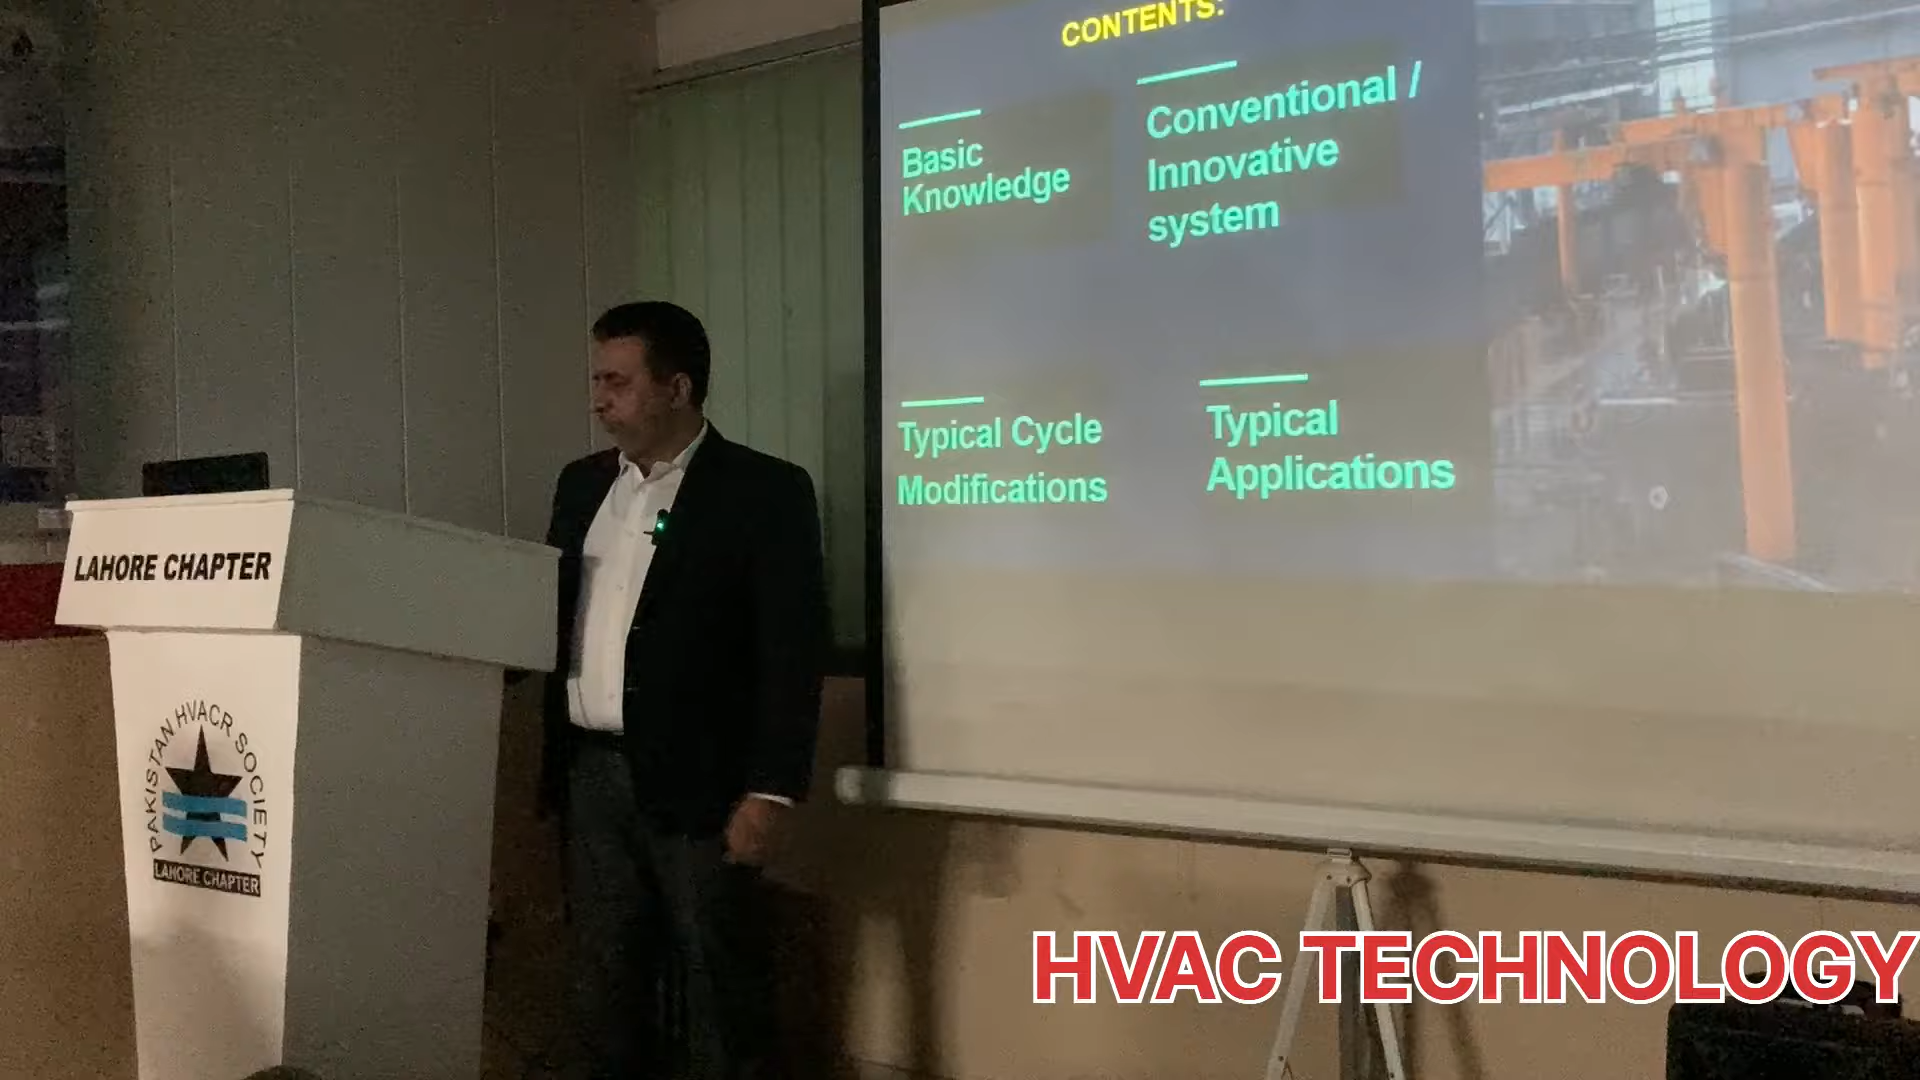 CONTENTS:
Basic
Knowledge
Conventional /
Innovative
system
Typical Cycle
Modifications
Typical
Applications
LAHORE CHAPTER
PAKISTAN HVACR SOCIETY
LAHORE CHAPTER
HVAC TECHNOLOGY